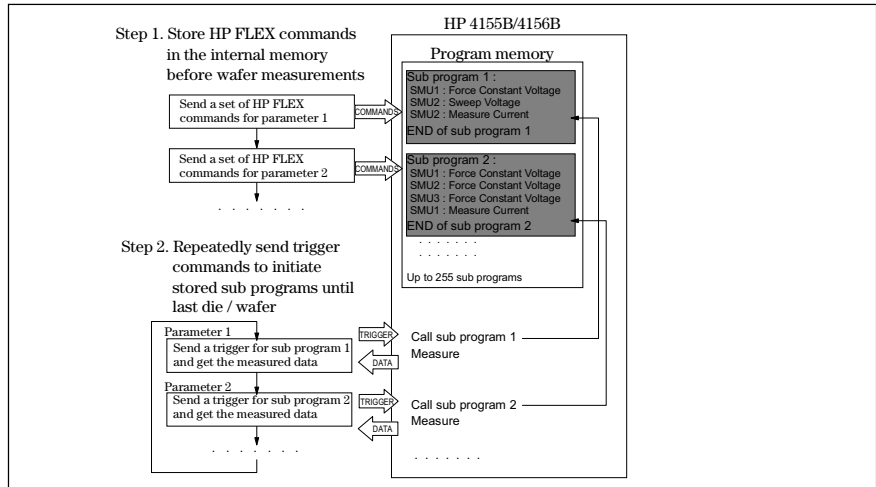 HP 4155B/4156B
Step 1. Store HP FLEX commands
in the internal memory
before wafer measurements
Send a set of HP FLEX
commands for parameter 1
COMMANDS
Send a set of HP FLEX
commands for parameter 2
COMMANDS
. . . . . . .
Program memory
Sub program 1 :
SMU1 : Force Constant Voltage
SMU2 : Sweep Voltage
SMU2 : Measure Current
END of sub program 1
Sub program 2 :
SMU1 : Force Constant Voltage
SMU2 : Force Constant Voltage
SMU3 : Force Constant Voltage
SMU1 : Measure Current
END of sub program 2
. . . . . . .
. . . . . . .
Up to 255 sub programs
Step 2. Repeatedly send trigger
commands to initiate
stored sub programs until
last die / wafer
Parameter 1
Send a trigger for sub program 1
and get the measured data
TRIGGER
DATA
Call sub program 1
Measure
Parameter 2
Send a trigger for sub program 2
and get the measured data
TRIGGER
DATA
Call sub program 2
Measure
. . . . . . .
. . . . . . .